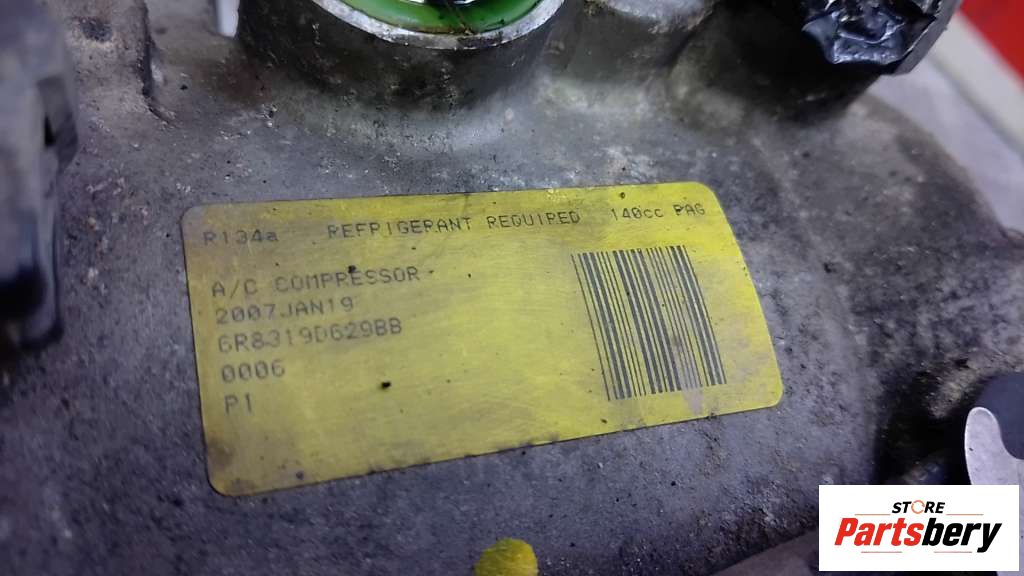 R134a REFRIGERANT REQUIRED 140cc PAG
A/C COMPRESSOR
2007JAN19
6R8319D629BB
0006
P1
STORE
Partsbery